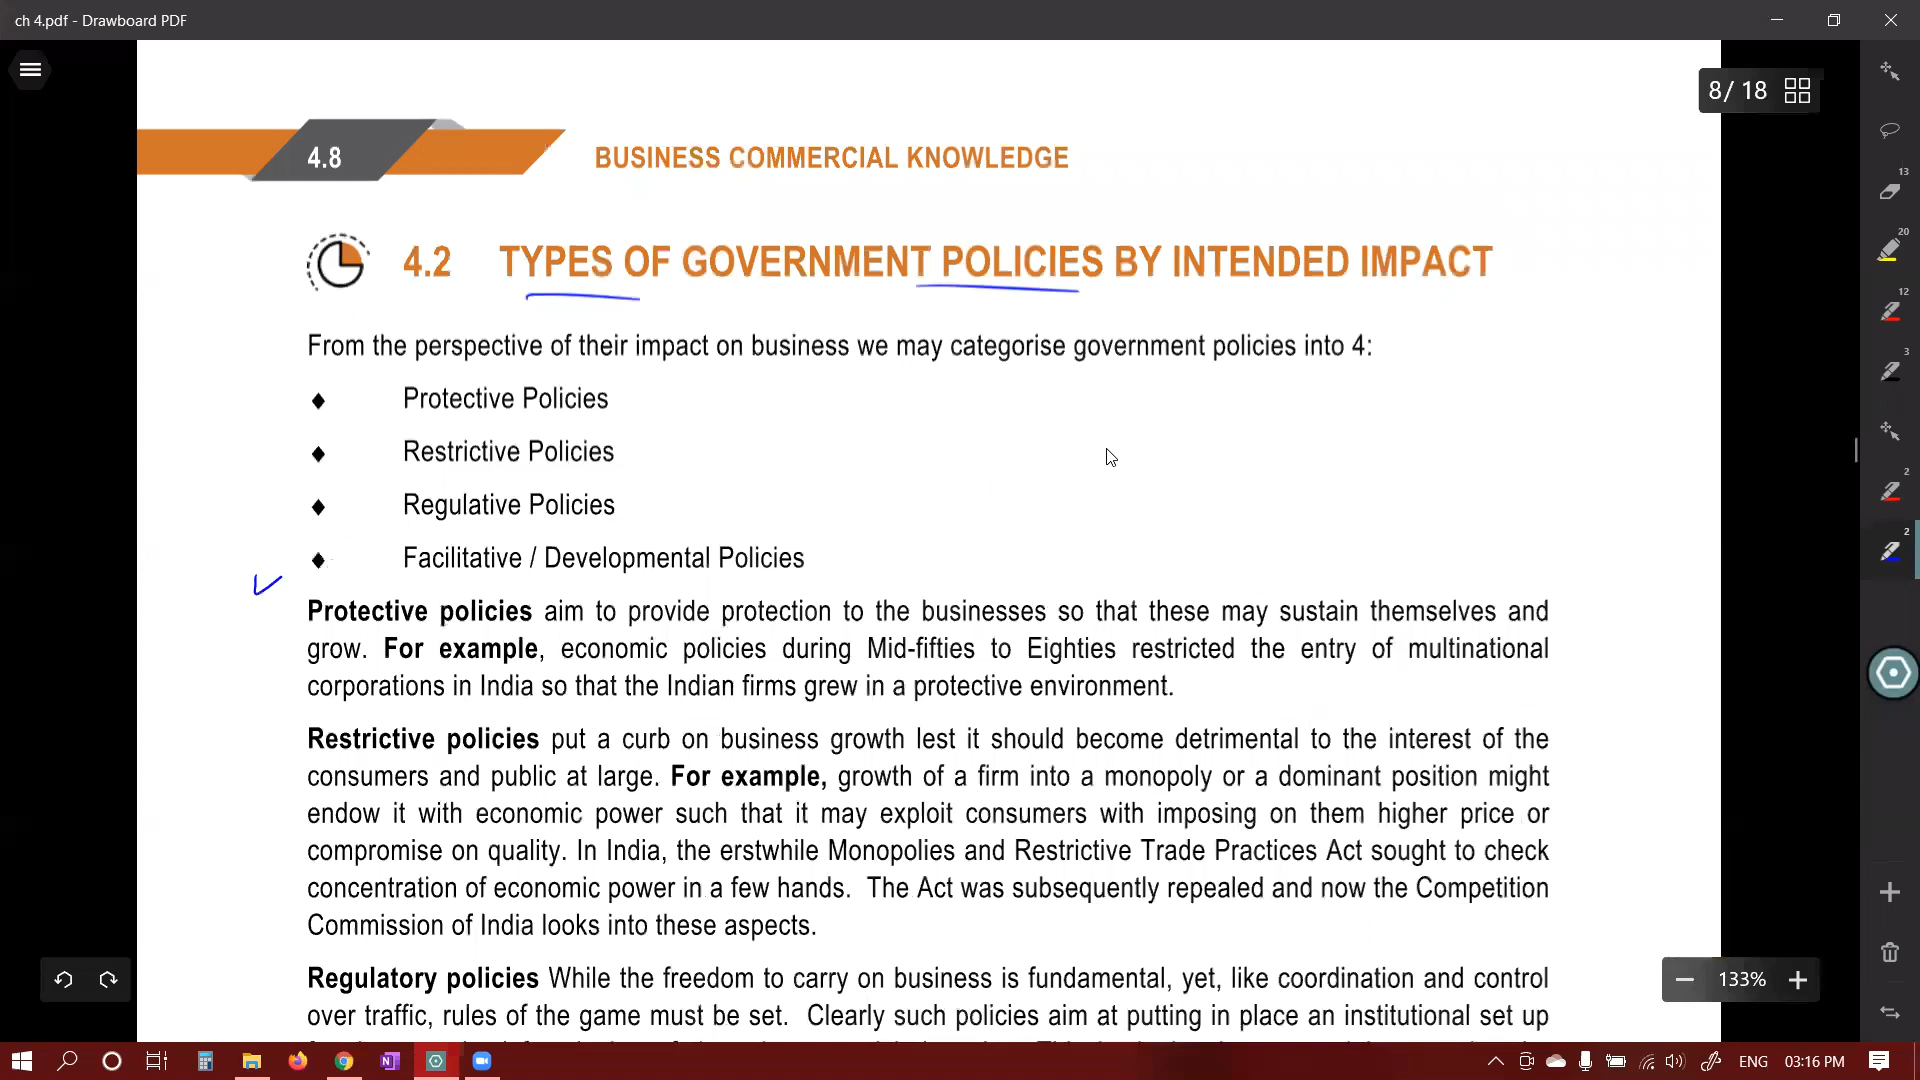 ch 4.pdf - Drawboard PDF
8/ 18
4.8
BUSINESS COMMERCIAL KNOWLEDGE
4.2 TYPES OF GOVERNMENT POLICIES BY INTENDED IMPACT
From the perspective of their impact on business we may categorise government policies into 4:
♦ Protective Policies
♦ Restrictive Policies
♦ Regulative Policies
♦ Facilitative / Developmental Policies
Protective policies aim to provide protection to the businesses so that these may sustain themselves and
grow. For example, economic policies during Mid-fifties to Eighties restricted the entry of multinational
corporations in India so that the Indian firms grew in a protective environment.
Restrictive policies put a curb on business growth lest it should become detrimental to the interest of the
consumers and public at large. For example, growth of a firm into a monopoly or a dominant position might
endow it with economic power such that it may exploit consumers with imposing on them higher price or
compromise on quality. In India, the erstwhile Monopolies and Restrictive Trade Practices Act sought to check
concentration of economic power in a few hands. The Act was subsequently repealed and now the Competition
Commission of India looks into these aspects.
Regulatory policies While the freedom to carry on business is fundamental, yet, like coordination and control
over traffic, rules of the game must be set. Clearly such policies aim at putting in place an institutional set up
13
20
12
3
2
2
133%
ENG
03:16 PM